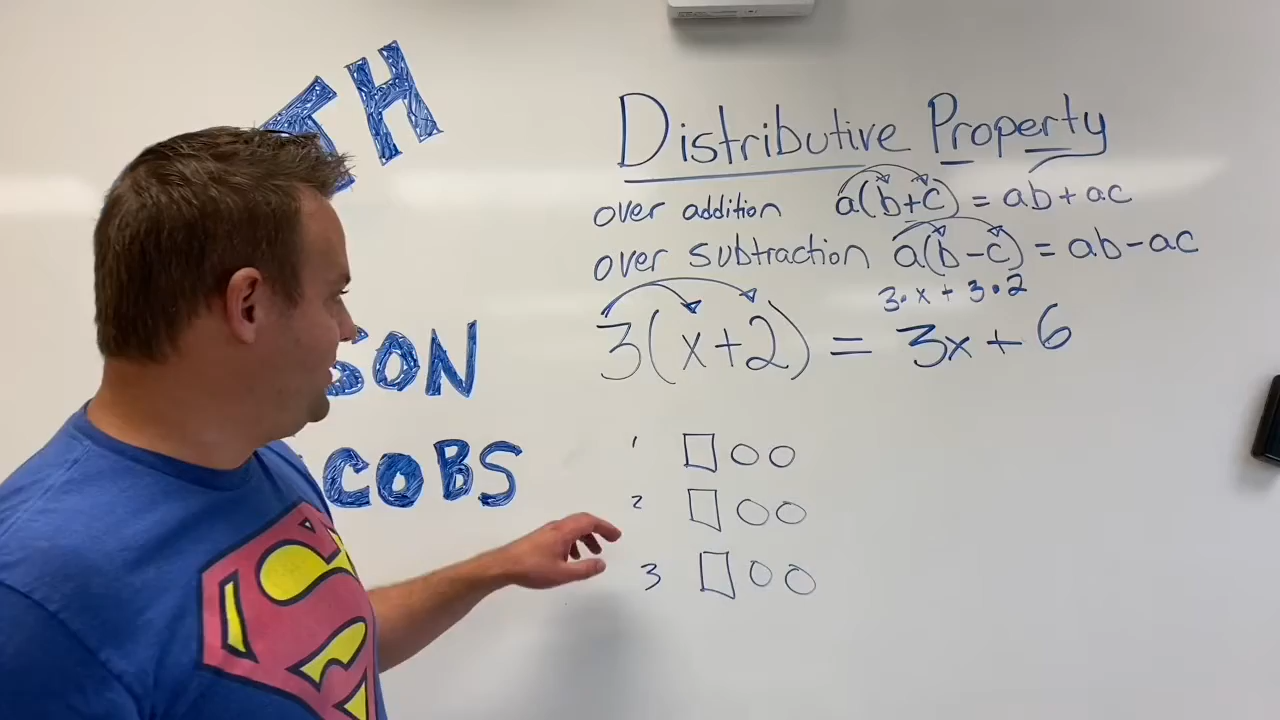 TH
SON
COBS
Distributive Property
over addition a(b+c) = ab + ac
over subtraction a(b-c) = ab-ac
3•x + 3•2
3(x+2) = 3x + 6
1
2
3
S